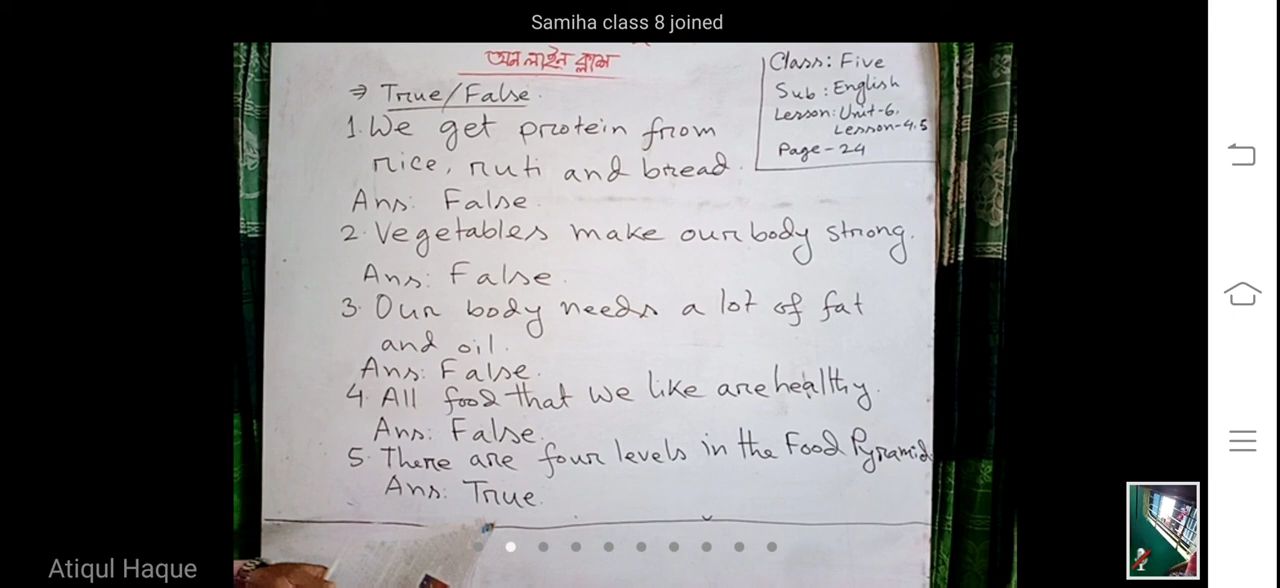 Samiha class 8 joined
অন লাইন ক্লাশ
Class: Five
Sub: English
Lesson: Unit-6,
Lesson-4,5
Page-24
⇒ True/False.
1. We get protein from
rice, ruti and bread.
Ans: False.
2. Vegetables make our body strong.
Ans: False.
3. Our body needs a lot of fat
and oil.
Ans: False.
4. All food that we like are healthy.
Ans: False.
5. There are four levels in the Food Pyramid
Ans: True.
Atiqul Haque